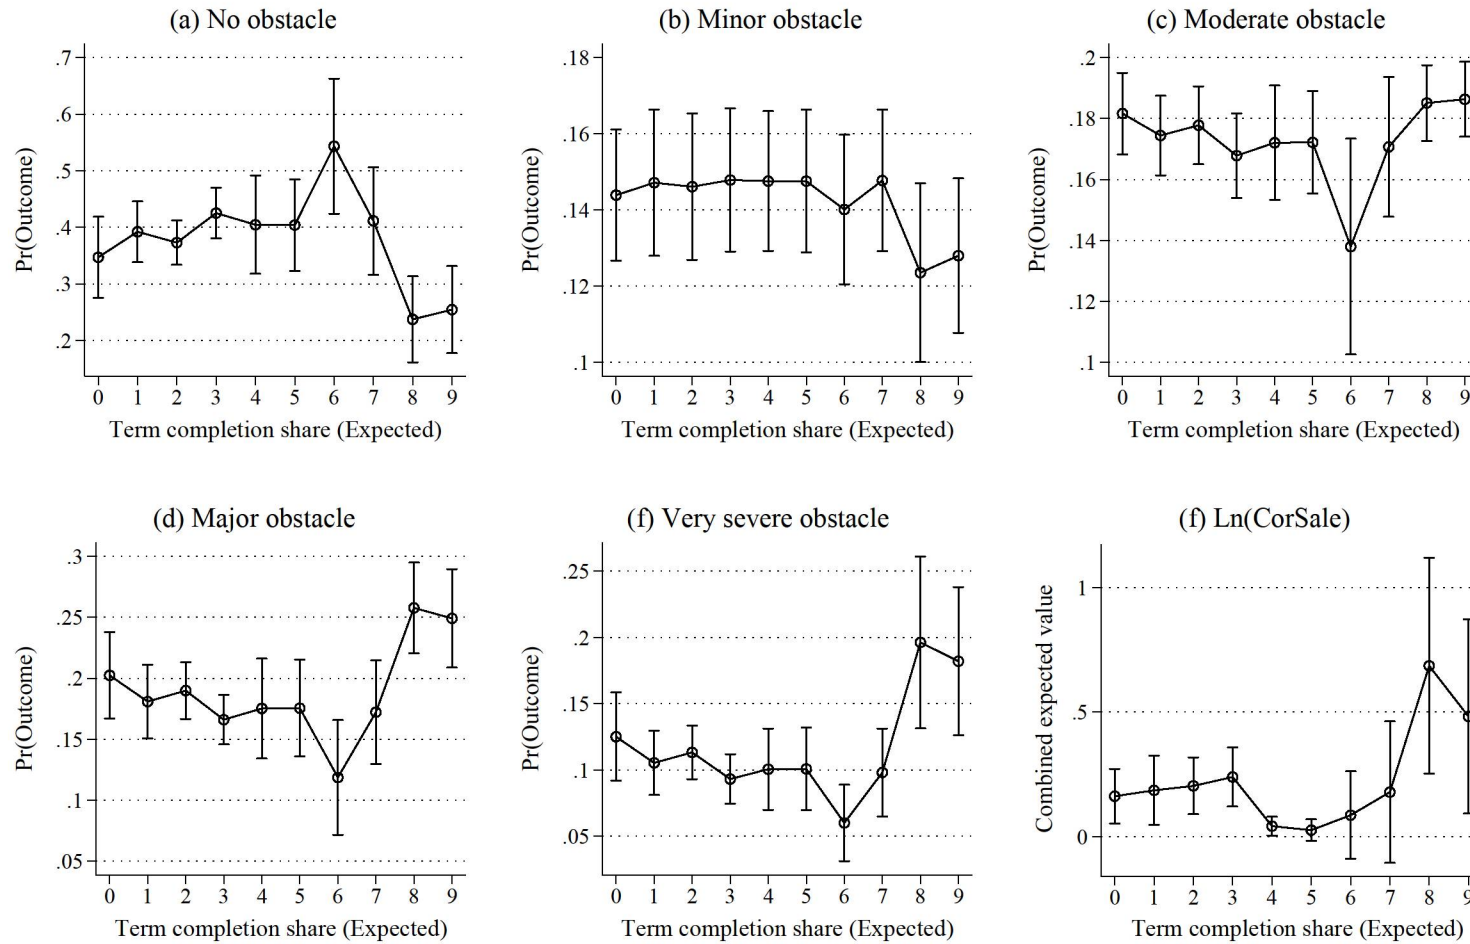 (a) No obstacle
Pr(Outcome)
.7
.6
.5
.4
.3
.2
0 1 2 3 4 5 6 7 8 9
Term completion share (Expected)
(b) Minor obstacle
Pr(Outcome)
.18
.16
.14
.12
.1
0 1 2 3 4 5 6 7 8 9
Term completion share (Expected)
(c) Moderate obstacle
Pr(Outcome)
.2
.18
.16
.14
.12
.1
0 1 2 3 4 5 6 7 8 9
Term completion share (Expected)
(d) Major obstacle
Pr(Outcome)
.3
.25
.2
.15
.1
.05
0 1 2 3 4 5 6 7 8 9
Term completion share (Expected)
(f) Very severe obstacle
Pr(Outcome)
.25
.2
.15
.1
.05
0 1 2 3 4 5 6 7 8 9
Term completion share (Expected)
(f) Ln(CorSale)
Combined expected value
1
.5
0
0 1 2 3 4 5 6 7 8 9
Term completion share (Expected)